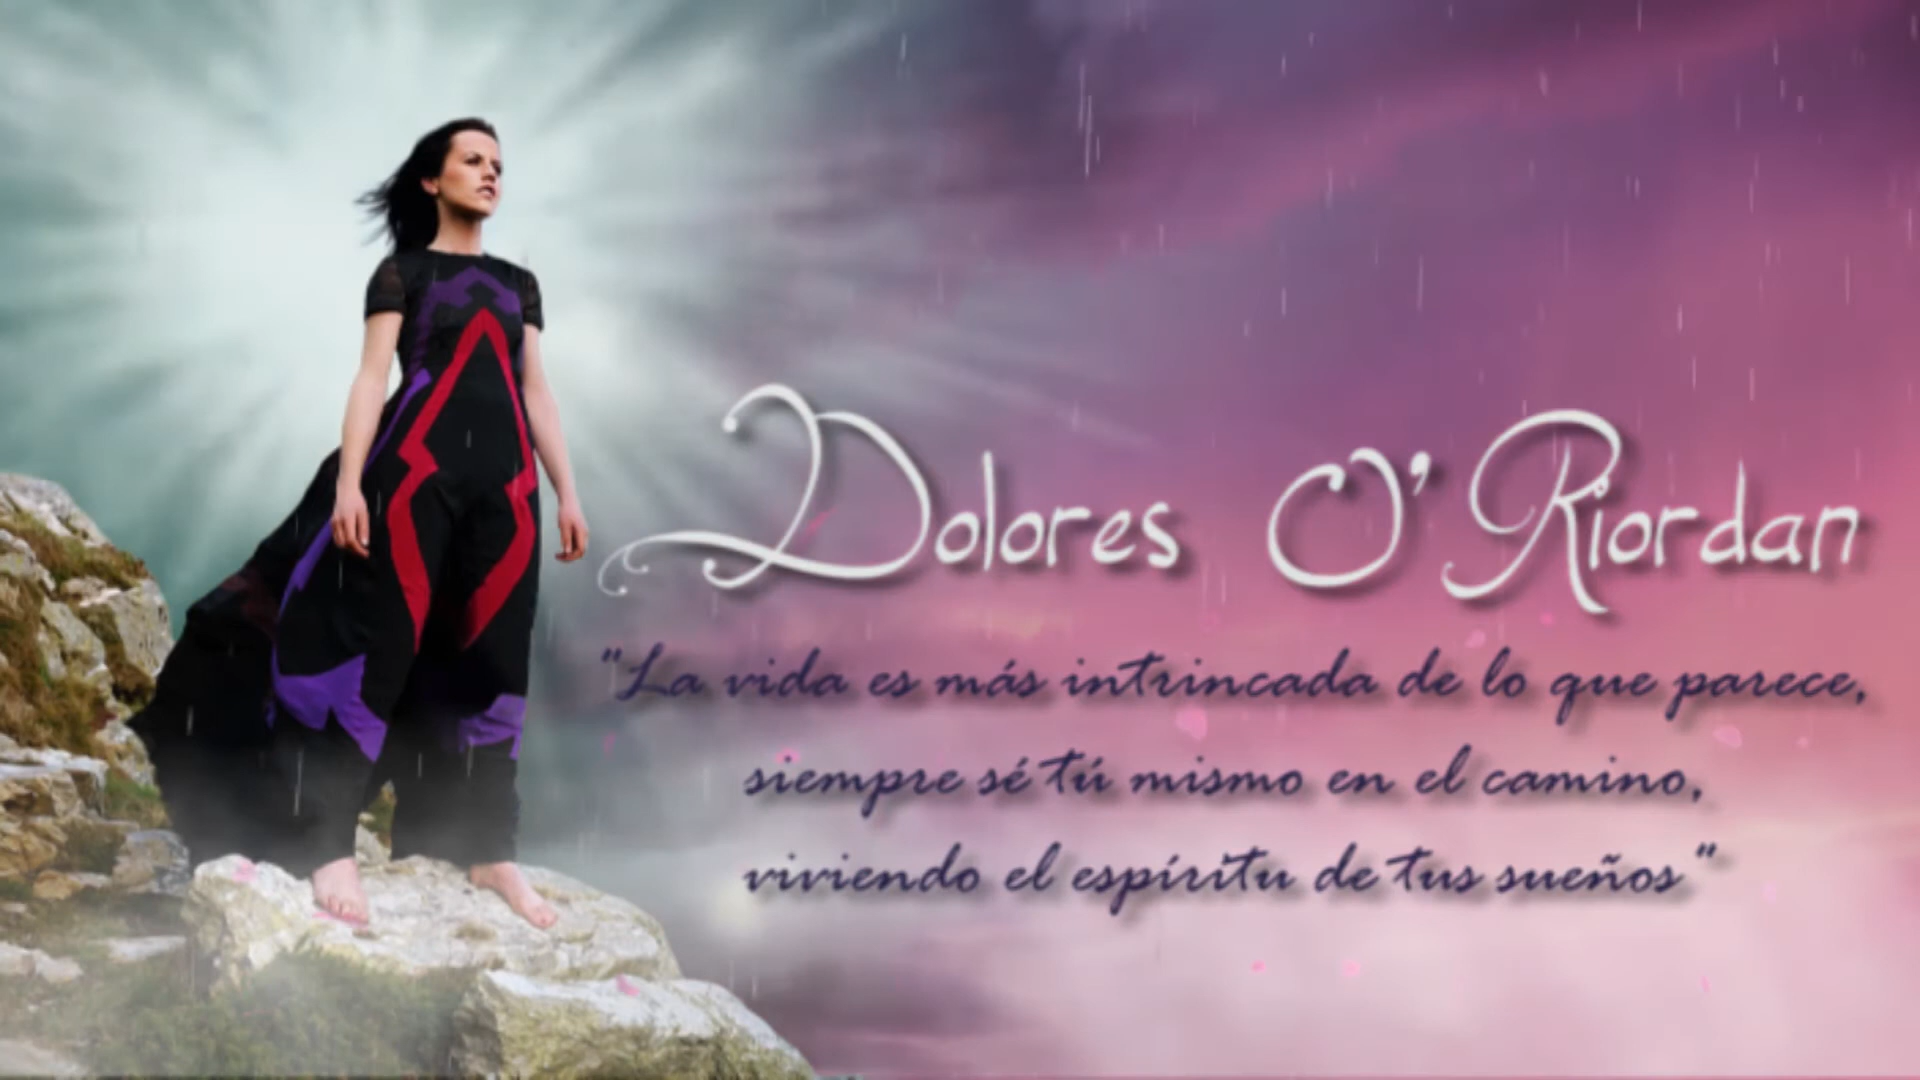 Dolores O'Riordan
"La vida es más intrincada de lo que parece,
siempre sé tú mismo en el camino,
viviendo el espíritu de tus sueños"